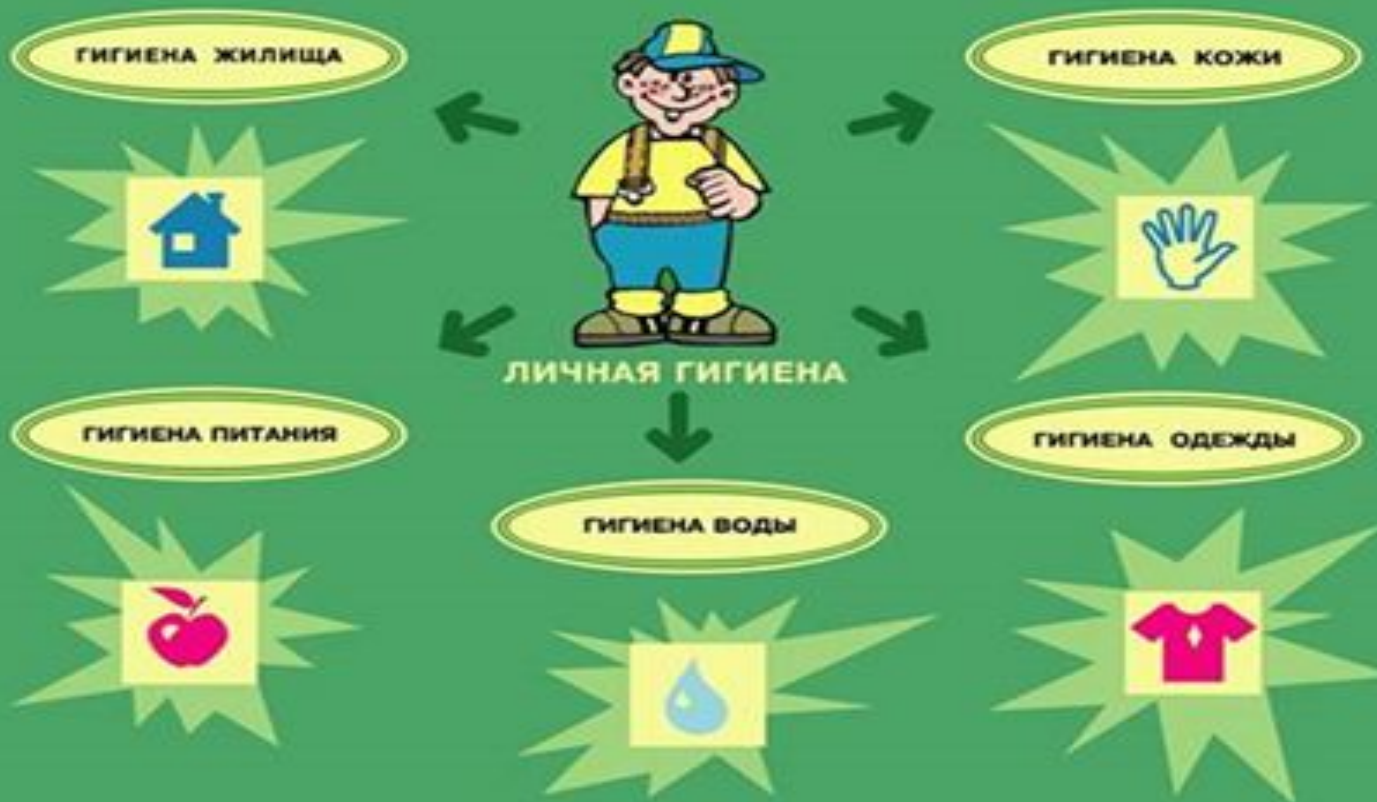 ГИГИЕНА ЖИЛИЩА
ГИГИЕНА КОЖИ
ЛИЧНАЯ ГИГИЕНА
ГИГИЕНА ПИТАНИЯ
ГИГИЕНА ОДЕЖДЫ
ГИГИЕНА ВОДЫ